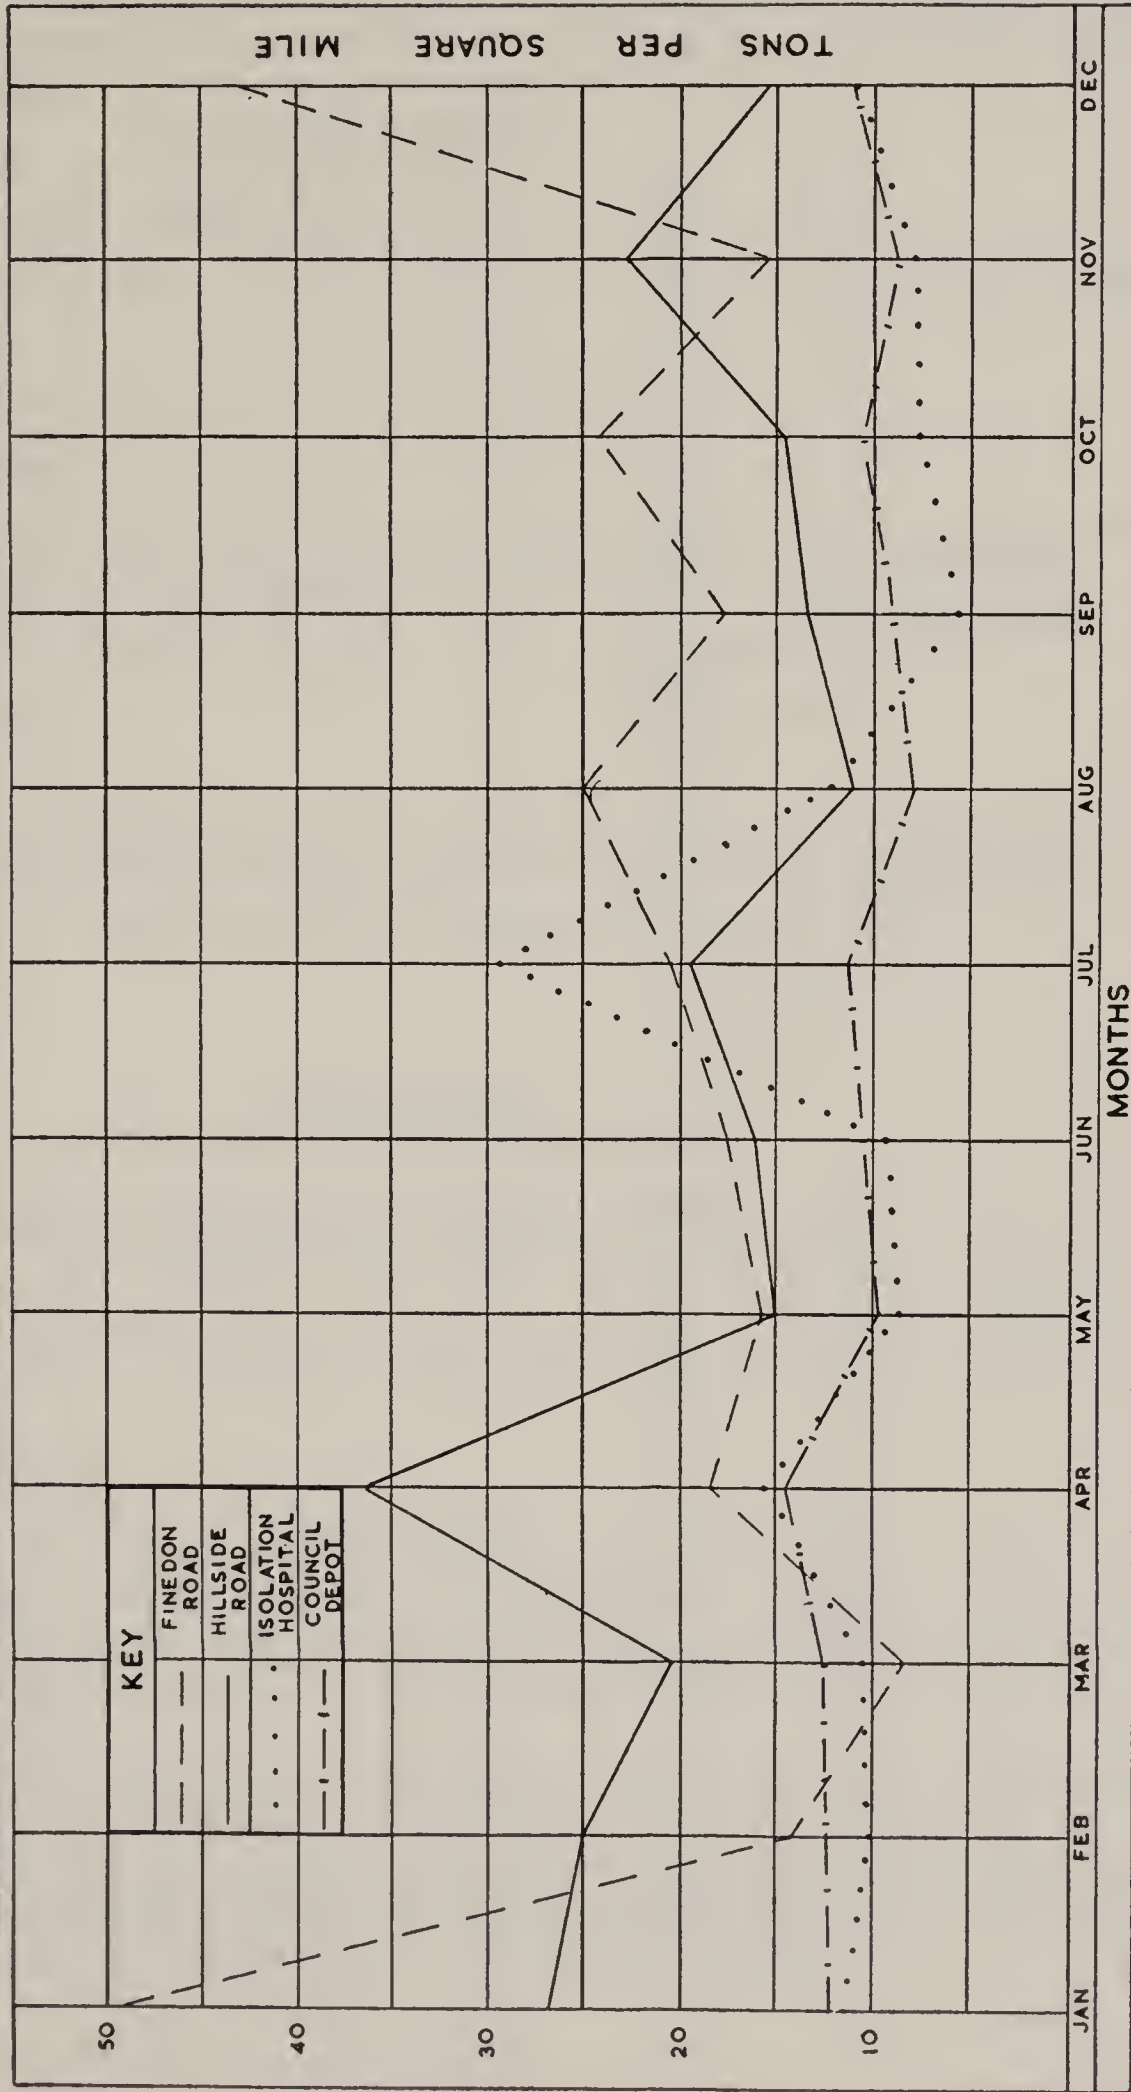 TONS PER SQUARE MILE
50
40
30
20
10
KEY
FINEDON
ROAD
HILLSIDE
ROAD
ISOLATION
HOSPITAL
COUNCIL
DEPOT
JAN FEB MAR APR MAY JUN JUL AUG SEP OCT NOV DEC
MONTHS